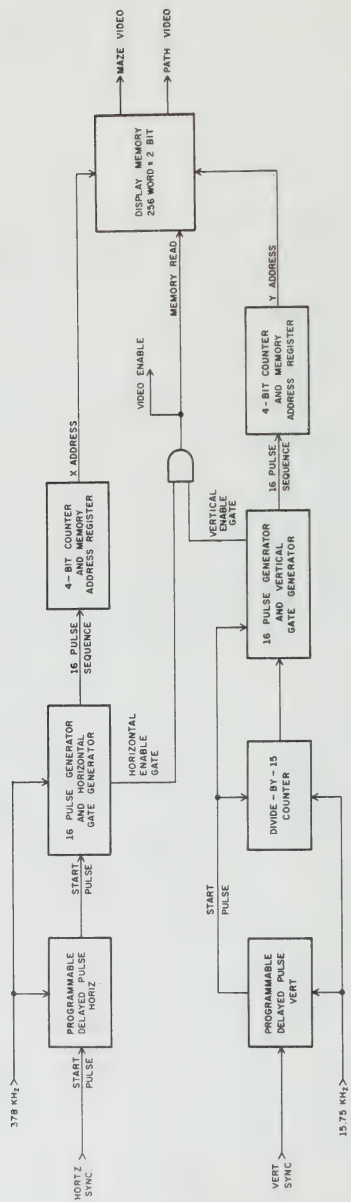 378 KHz
HORTZ
SYNC.
START
PULSE
PROGRAMMABLE
DELAYED PULSE
HORIZ
START
PULSE
16 PULSE GENERATOR
AND HORIZONTAL
GATE GENERATOR
16 PULSE
SEQUENCE
4-BIT COUNTER
AND MEMORY
ADDRESS REGISTER
X ADDRESS
HORIZONTAL
ENABLE
GATE
VIDEO ENABLE
MEMORY READ
DISPLAY MEMORY
256 WORD × 2 BIT
MAZE VIDEO
PATH VIDEO
VERT
SYNC
15.75 KHz
PROGRAMMABLE
DELAYED PULSE
VERT
START
PULSE
DIVIDE-BY-15
COUNTER
16 PULSE GENERATOR
AND VERTICAL
GATE GENERATOR
VERTICAL
ENABLE
GATE
16 PULSE
SEQUENCE
4-BIT COUNTER
AND MEMORY
ADDRESS REGISTER
Y ADDRESS